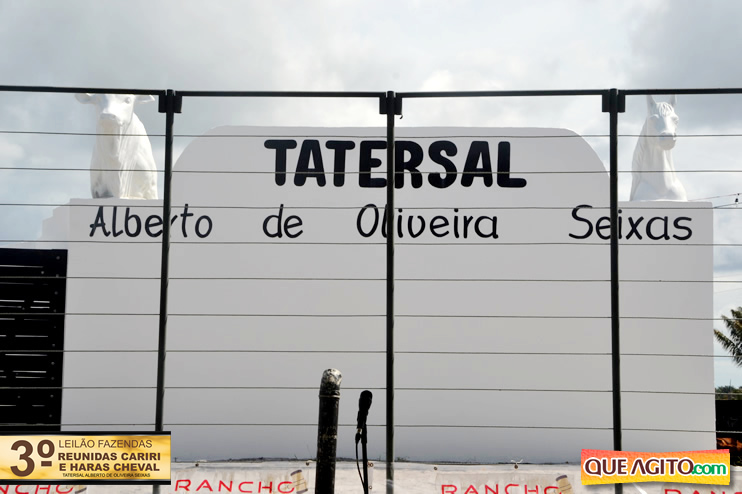 TATERSAL
Alberto de Oliveira Seixas
3º
LEILÃO FAZENDAS
REUNIDAS CARIRI
E HARAS CHEVAL
TATERSAL ALBERTO DE OLIVEIRA SEIXAS
RANCHO
RANCHO
RANCHO
QUEAGITO.com